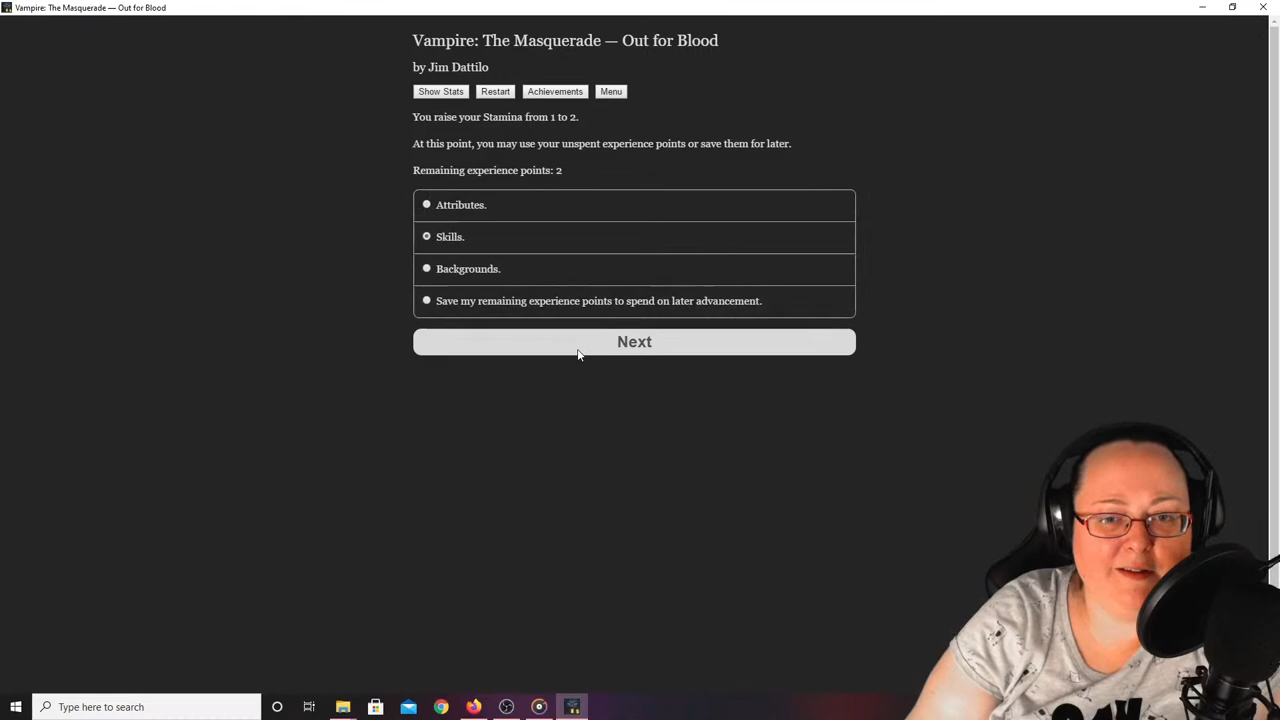 Vampire: The Masquerade — Out for Blood
Vampire: The Masquerade — Out for Blood
by Jim Dattilo
Show Stats Restart Achievements Menu
You raise your Stamina from 1 to 2.
At this point, you may use your unspent experience points or save them for later.
Remaining experience points: 2
Attributes.
Skills.
Backgrounds.
Save my remaining experience points to spend on later advancement.
Next
Type here to search